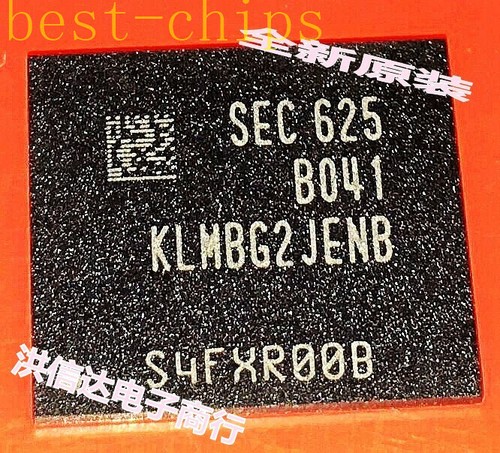 best-chips
全新原装
SEC 625
B041
KLMBG2JENB
S4FXR00B
洪信达电子商行